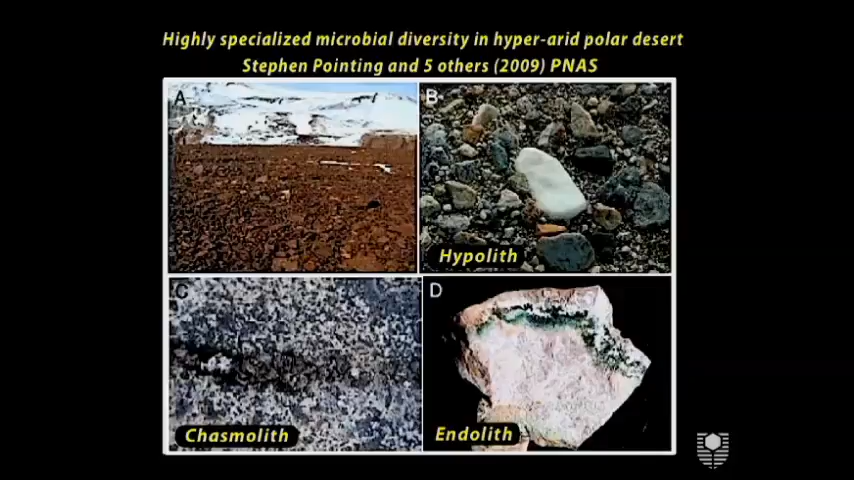 Highly specialized microbial diversity in hyper-arid polar desert
Stephen Pointing and 5 others (2009) PNAS
A
B
Hypolith
C
D
Chasmolith
Endolith